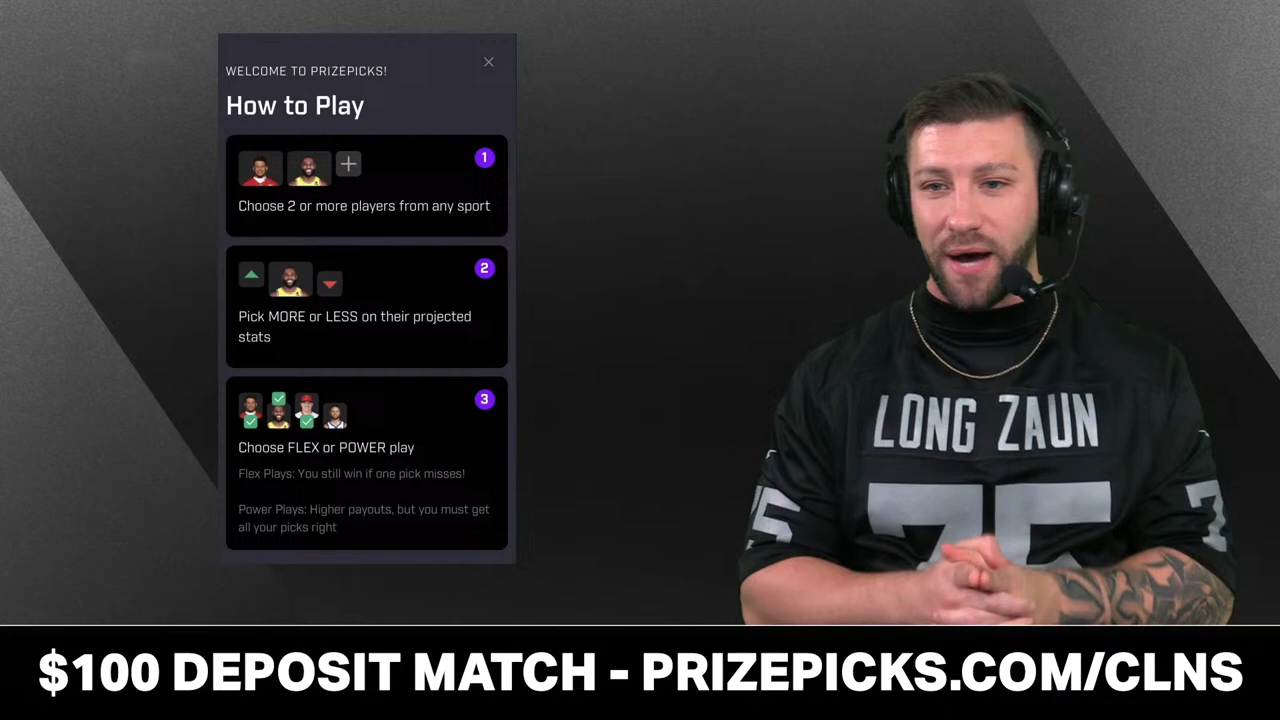 WELCOME TO PRIZEPICKS!
How to Play
1
Choose 2 or more players from any sport
2
Pick MORE or LESS on their projected
stats
3
Choose FLEX or POWER play
Flex Plays: You still win if one pick misses!
Power Plays: Higher payouts, but you must get
all your picks right
LONG ZAUN
75
75
7
$100 DEPOSIT MATCH - PRIZEPICKS.COM/CLNS